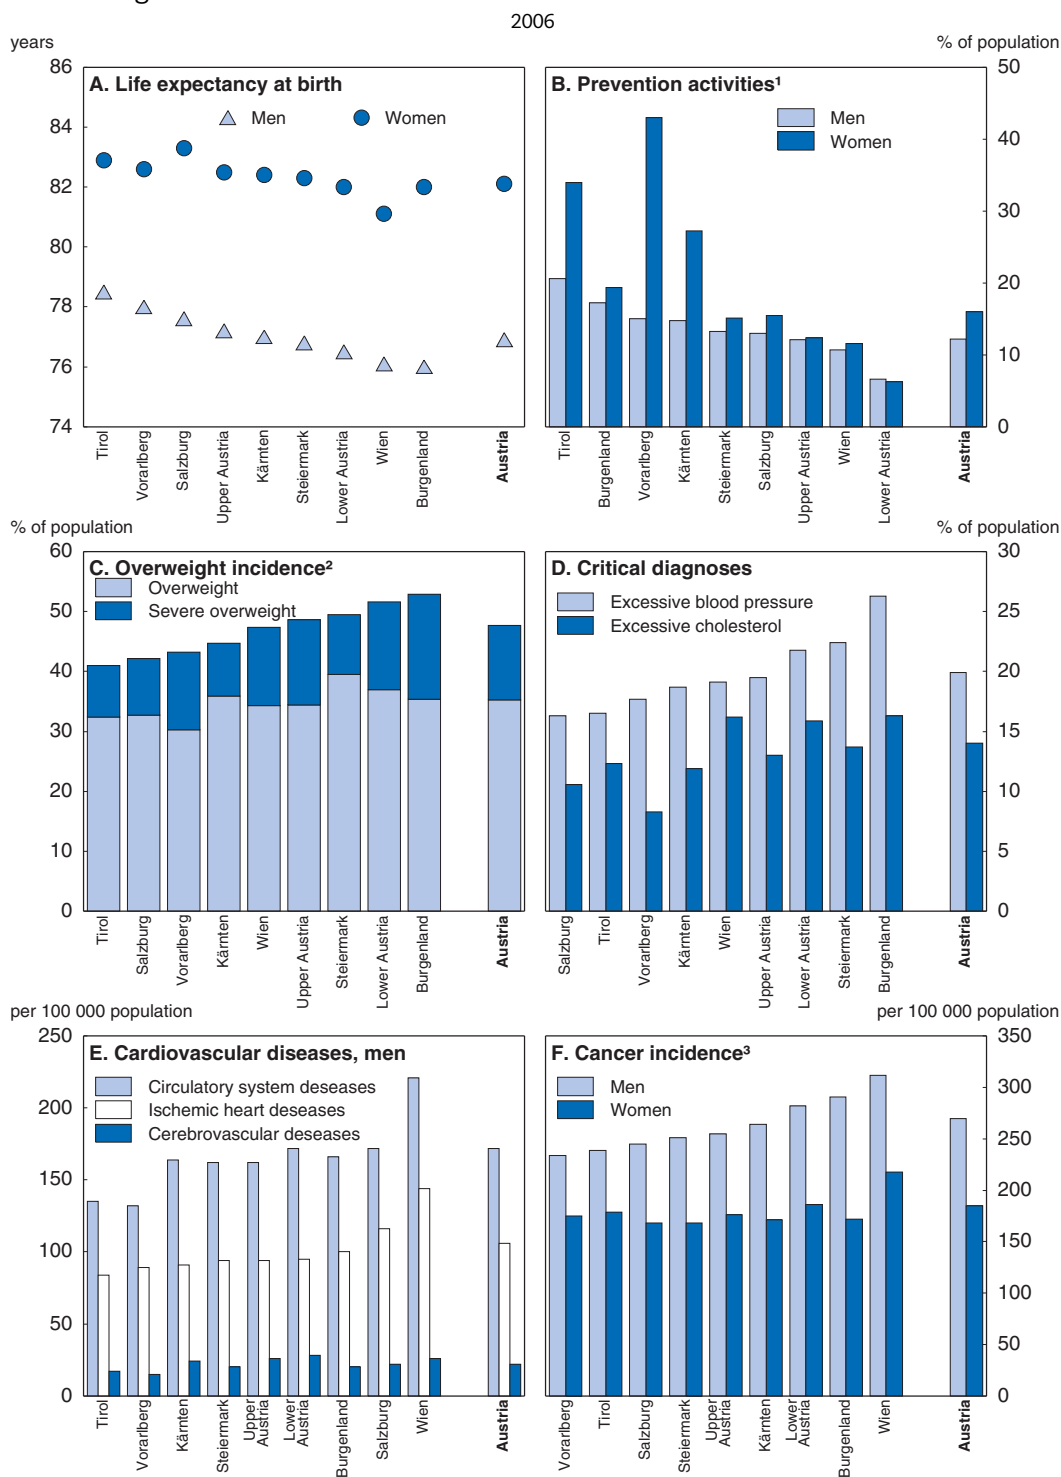 2006
years
% of population
A. Life expectancy at birth
Men
Women
86
84
82
80
78
76
74
Tirol
Vorarlberg
Salzburg
Upper Austria
Kärnten
Steiermark
Lower Austria
Wien
Burgenland
Austria
B. Prevention activities¹
Men
Women
50
40
30
20
10
0
Tirol
Burgenland
Vorarlberg
Kärnten
Steiermark
Salzburg
Upper Austria
Wien
Lower Austria
Austria
% of population
% of population
C. Overweight incidence²
Overweight
Severe overweight
60
50
40
30
20
10
0
Tirol
Salzburg
Vorarlberg
Kärnten
Wien
Upper Austria
Steiermark
Lower Austria
Burgenland
Austria
D. Critical diagnoses
Excessive blood pressure
Excessive cholesterol
30
25
20
15
10
5
0
Salzburg
Tirol
Vorarlberg
Kärnten
Wien
Upper Austria
Lower Austria
Steiermark
Burgenland
Austria
per 100 000 population
per 100 000 population
E. Cardiovascular diseases, men
Circulatory system deseases
Ischemic heart deseases
Cerebrovascular deseases
250
200
150
100
50
0
Tirol
Vorarlberg
Kärnten
Steiermark
Upper
Austria
Lower
Austria
Burgenland
Salzburg
Wien
Austria
F. Cancer incidence³
Men
Women
350
300
250
200
150
100
50
0
Vorarlberg
Tirol
Salzburg
Steiermark
Upper
Austria
Kärnten
Lower
Austria
Burgenland
Wien
Austria